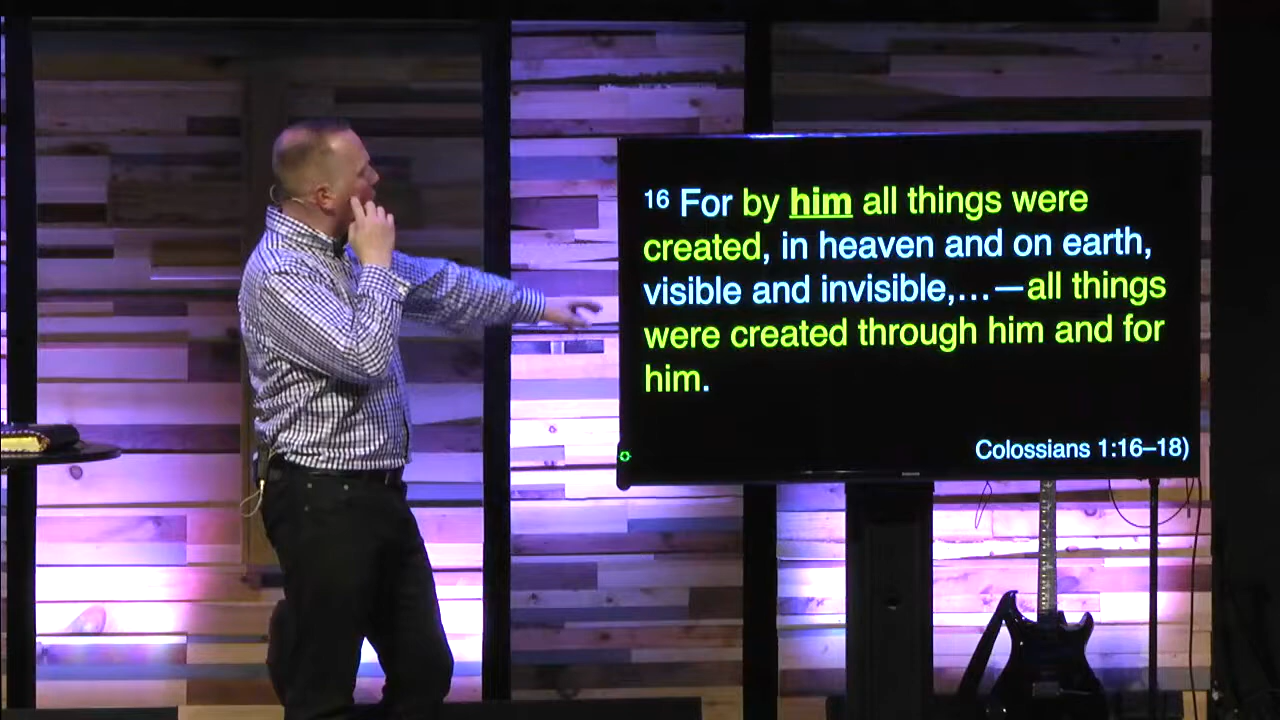 16 For by him all things were
created, in heaven and on earth,
visible and invisible,...—all things
were created through him and for
him.
Colossians 1:16–18)
SAMSUNG